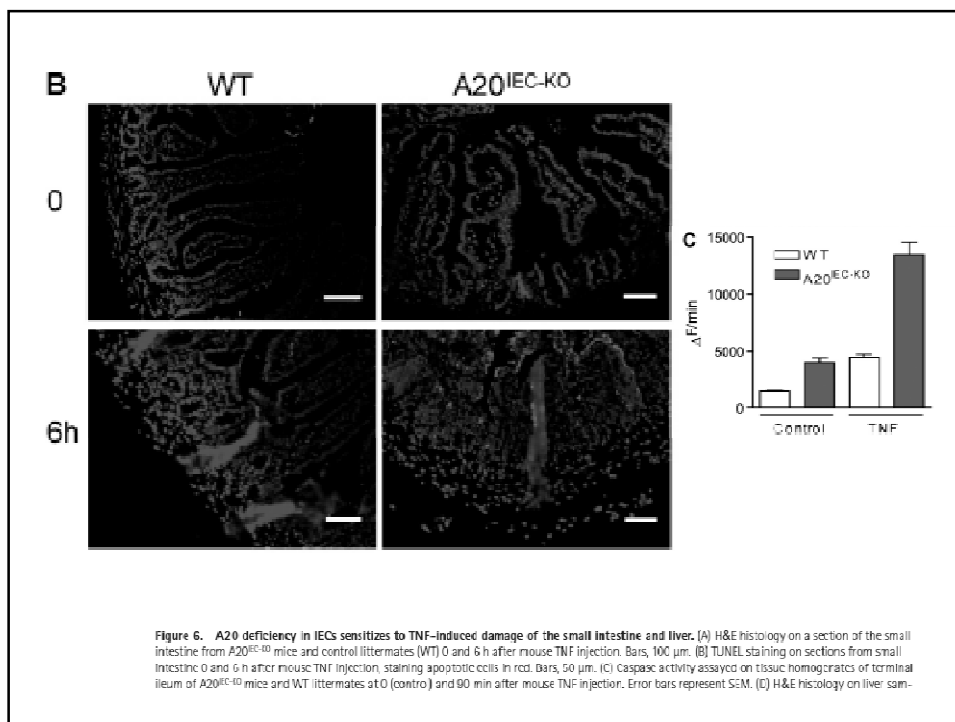 B WT A20IEC-KO
0
6h
C
15000
10000
5000
0
ΔF/min
WT
A20IEC-KO
Control TNF
Figure 6. A20 deficiency in IECs sensitizes to TNF–induced damage of the small intestine and liver. (A) H&E histology on a section of the small
intestine from A20IEC-KO mice and control littermates (WT) 0 and 6 h after mouse TNF injection. Bars, 100 μm. (B) TUNEL staining on sections from small
intestine 0 and 6 h after mouse TNF injection, staining apoptotic cells in red. Bars, 50 μm. (C) Caspase activity assayed on tissue homogenates of terminal
ileum of A20IEC-KO mice and WT littermates at 0 (control) and 90 min after mouse TNF injection. Error bars represent SEM. (D) H&E histology on liver sam-